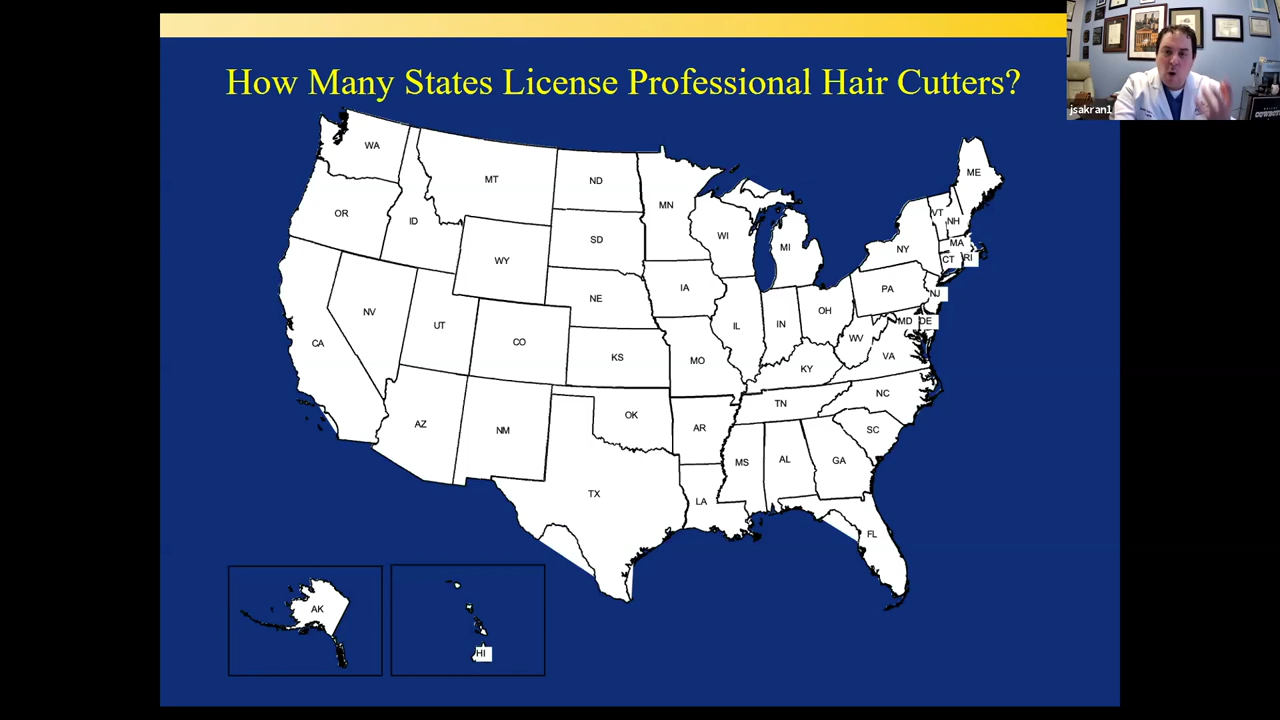 How Many States License Professional Hair Cutters?
jsakran1
COWBOYS
WA
ME
MT
ND
MN
OR
ID
VT
NH
WI
SD
MI
NY
MA
WY
CT
RI
IA
PA
NE
NJ
NV
OH
UT
IL
IN
MD
DE
CO
WV
CA
KS
VA
MO
KY
NC
TN
OK
AZ
NM
AR
SC
MS
AL
GA
TX
LA
FL
AK
HI